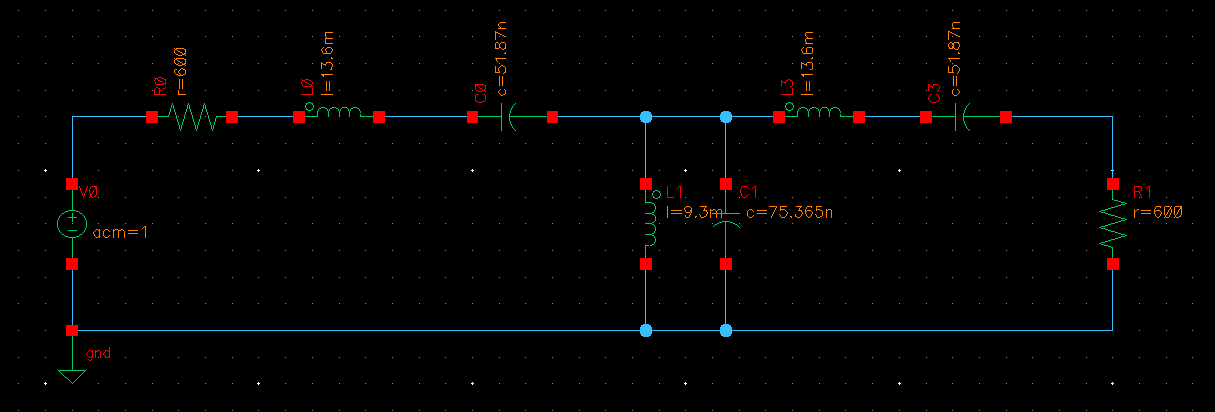 R0
r=600
L0
l=13.6m
C0
c=51.87n
L3
l=13.6m
C3
c=51.87n
V0
acm=1
L1
l=9.3m
C1
c=75.365n
R1
r=600
gnd